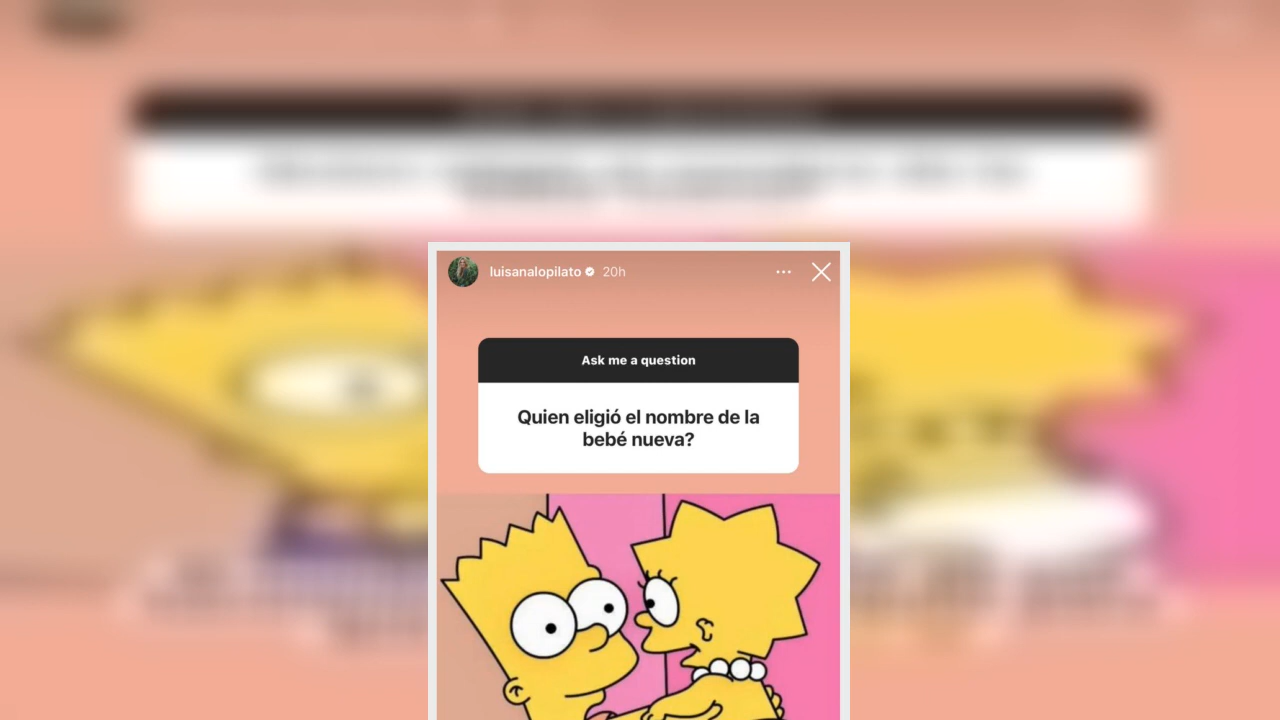 luisanalopilato 20h
Ask me a question
Quien eligió el nombre de la
bebé nueva?